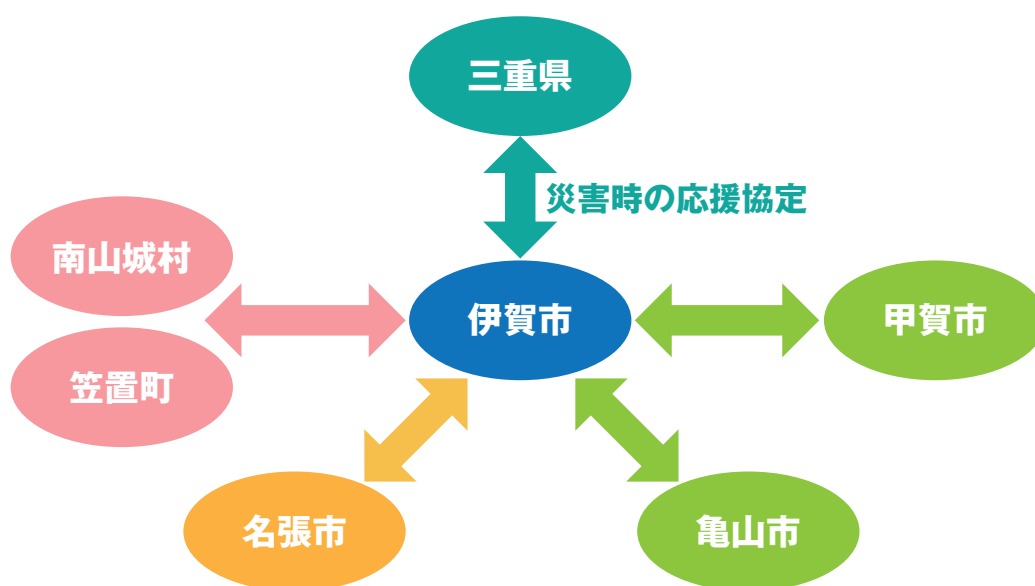 三重県
災害時の応援協定
南山城村
伊賀市
甲賀市
笠置町
名張市
亀山市